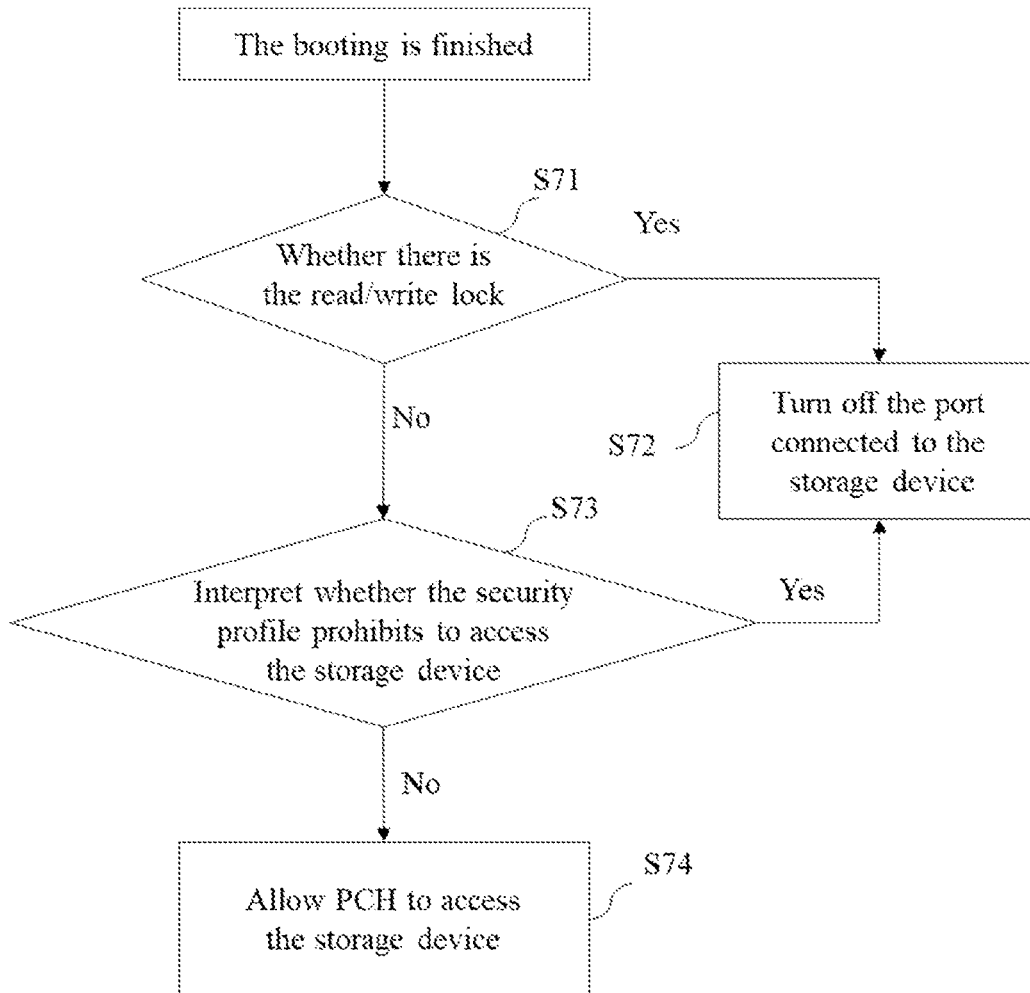 The booting is finished
S71
Yes
Whether there is
the read/write lock
No
S72
Turn off the port
connected to the
storage device
S73
Interpret whether the security
profile prohibits to access
the storage device
Yes
No
S74
Allow PCH to access
the storage device